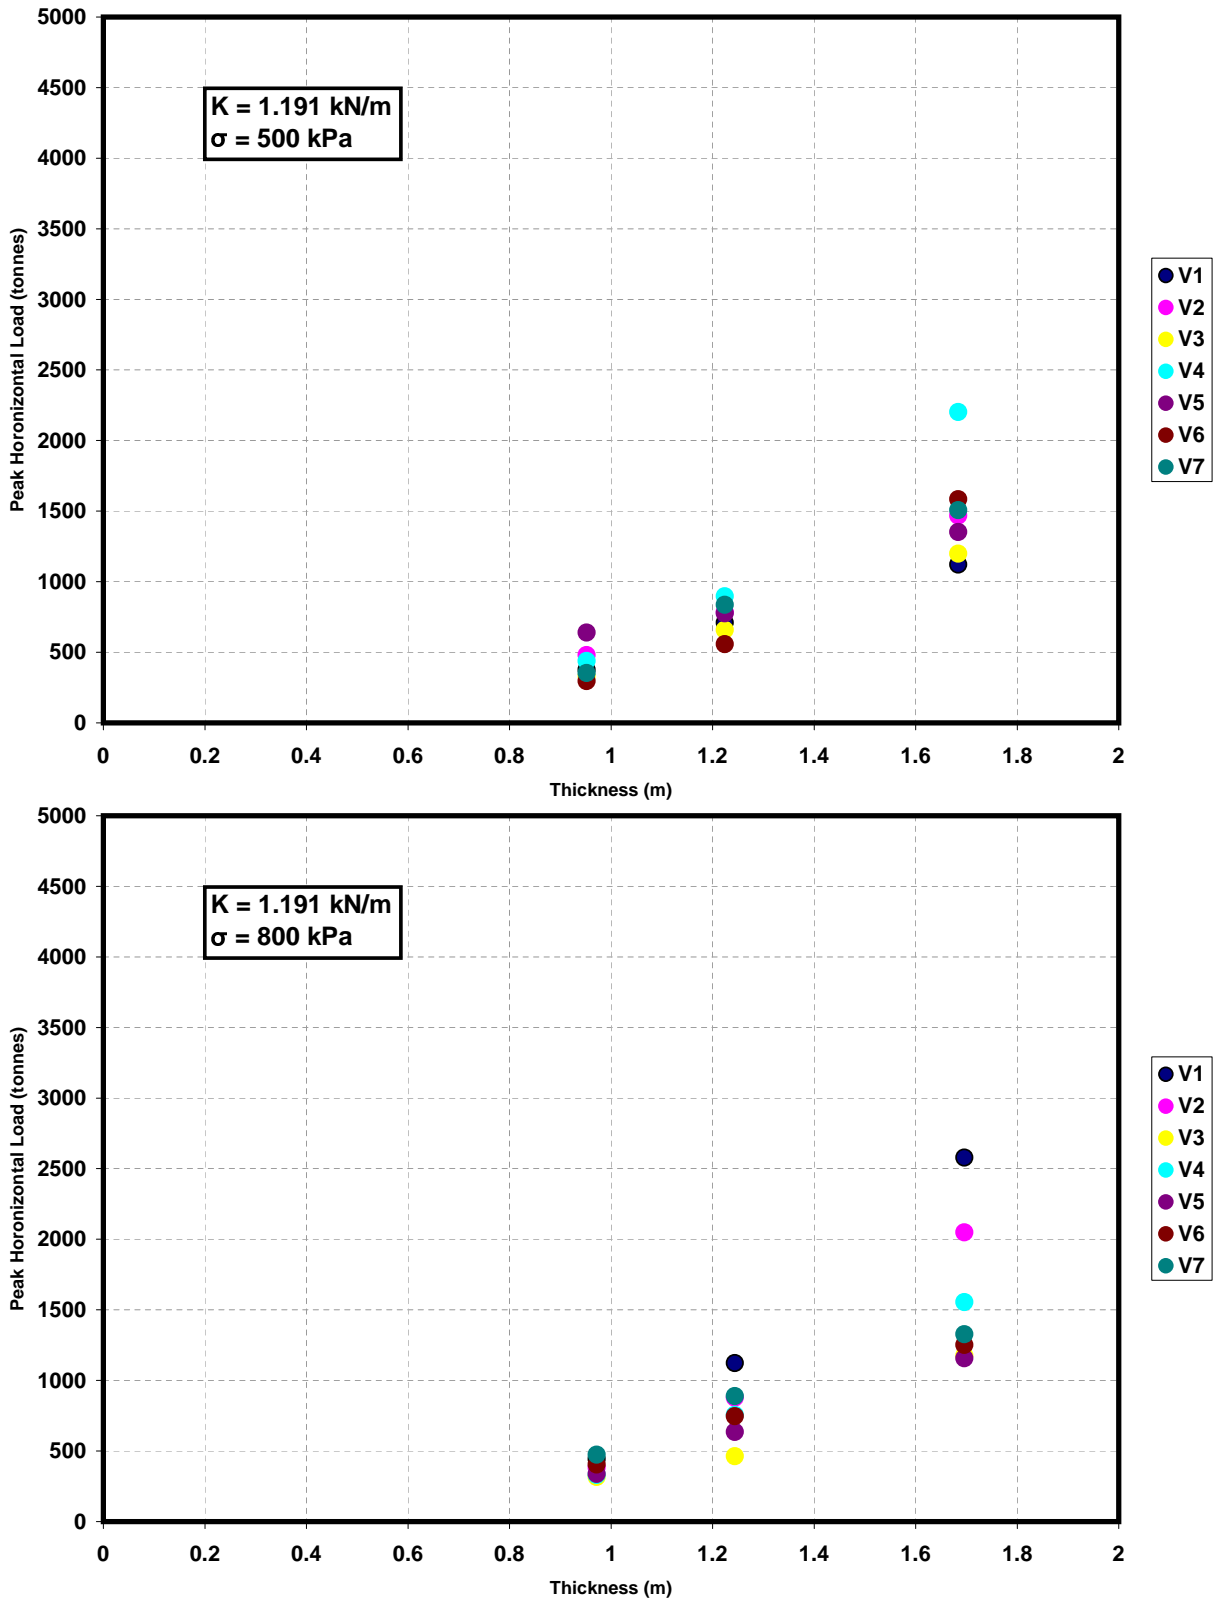 5000
4500
4000
3500
3000
2500
2000
1500
1000
500
0
Peak Horonizontal Load (tonnes)
K = 1.191 kN/m
σ = 500 kPa
V1
V2
V3
V4
V5
V6
V7
0 0.2 0.4 0.6 0.8 1 1.2 1.4 1.6 1.8 2
Thickness (m)
5000
4500
4000
3500
3000
2500
2000
1500
1000
500
0
Peak Horonizontal Load (tonnes)
K = 1.191 kN/m
σ = 800 kPa
V1
V2
V3
V4
V5
V6
V7
0 0.2 0.4 0.6 0.8 1 1.2 1.4 1.6 1.8 2
Thickness (m)